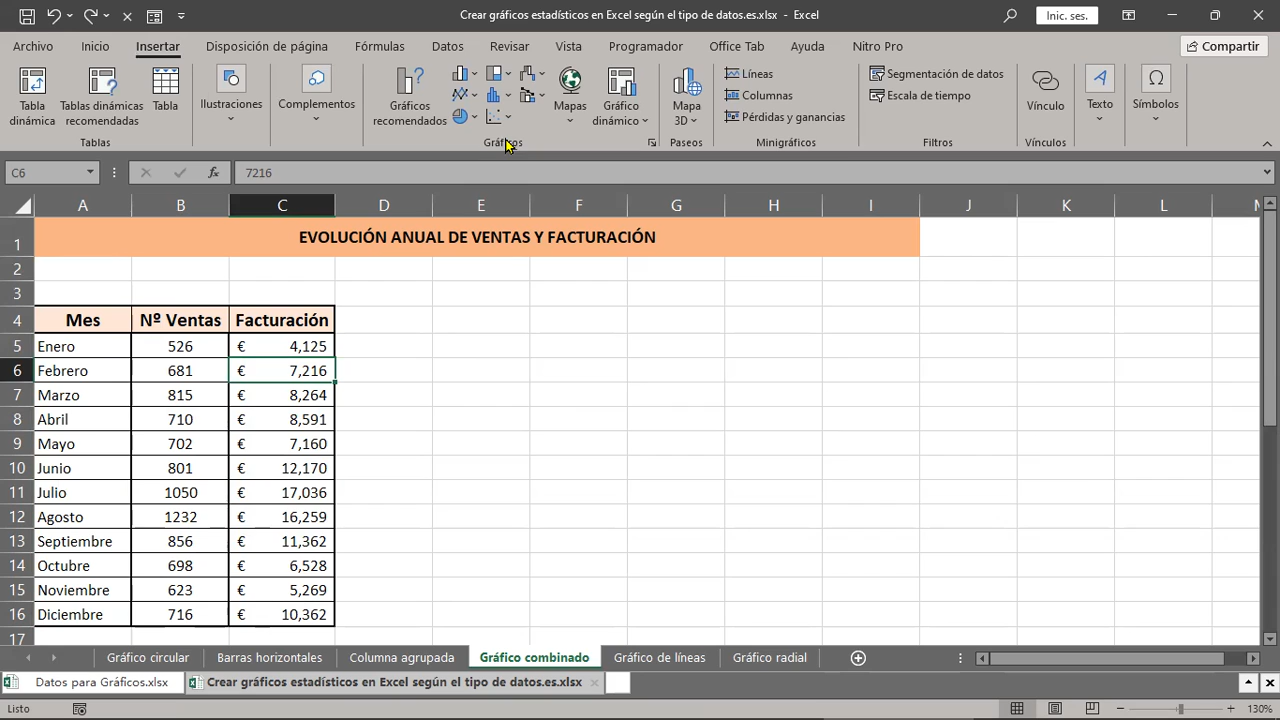 Crear gráficos estadísticos en Excel según el tipo de datos.es.xlsx - Excel
Inic. ses.
Archivo Inicio Insertar Disposición de página Fórmulas Datos Revisar Vista Programador Office Tab Ayuda Nitro Pro Compartir
Tabla dinámica
Tablas dinámicas recomendadas
Tabla
Ilustraciones
Complementos
Gráficos recomendados
Mapas
Gráfico dinámico
Mapa 3D
Líneas
Columnas
Pérdidas y ganancias
Segmentación de datos
Escala de tiempo
Vínculo
Texto
Símbolos
Tablas Gráficos Paseos Minigráficos Filtros Vínculos
C6 fx 7216
A B C D E F G H I J K L M
1 EVOLUCIÓN ANUAL DE VENTAS Y FACTURACIÓN
2
3
4 Mes Nº Ventas Facturación
5 Enero 526 € 4,125
6 Febrero 681 € 7,216
7 Marzo 815 € 8,264
8 Abril 710 € 8,591
9 Mayo 702 € 7,160
10 Junio 801 € 12,170
11 Julio 1050 € 17,036
12 Agosto 1232 € 16,259
13 Septiembre 856 € 11,362
14 Octubre 698 € 6,528
15 Noviembre 623 € 5,269
16 Diciembre 716 € 10,362
17
Gráfico circular Barras horizontales Columna agrupada Gráfico combinado Gráfico de líneas Gráfico radial
Datos para Gráficos.xlsx Crear gráficos estadísticos en Excel según el tipo de datos.es.xlsx
Listo 130%